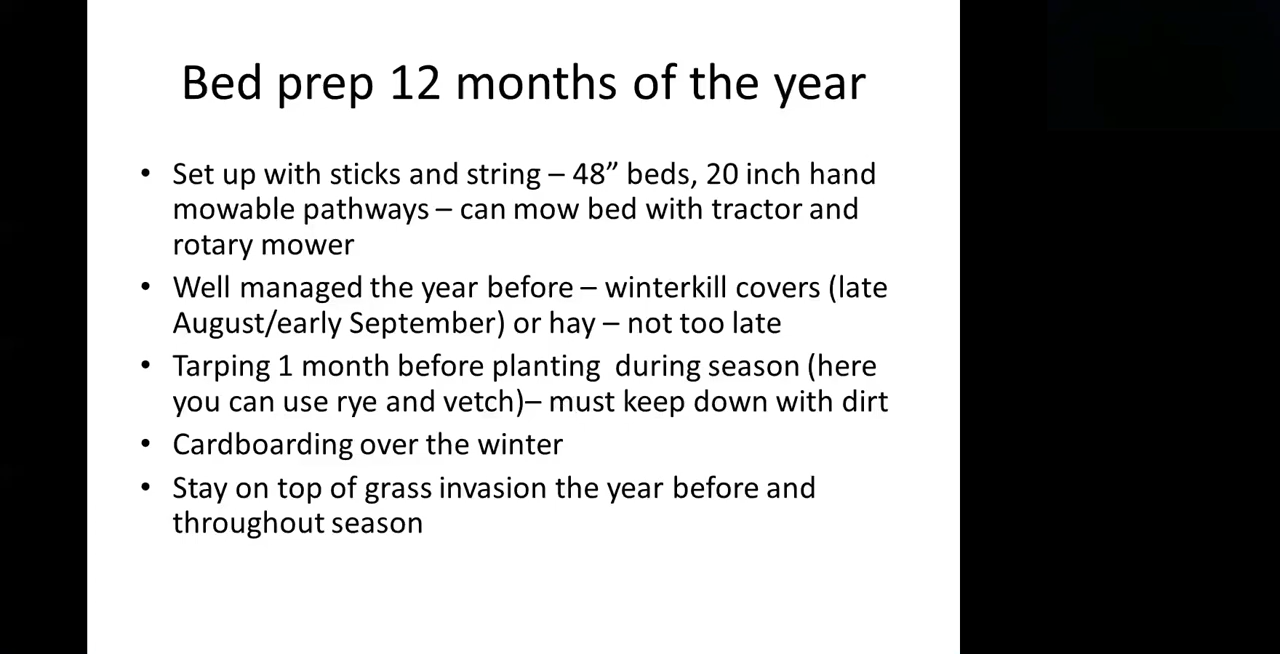 Bed prep 12 months of the year
• Set up with sticks and string – 48” beds, 20 inch hand
mowable pathways – can mow bed with tractor and
rotary mower
• Well managed the year before – winterkill covers (late
August/early September) or hay – not too late
• Tarping 1 month before planting  during season (here
you can use rye and vetch)– must keep down with dirt
• Cardboarding over the winter
• Stay on top of grass invasion the year before and
throughout season